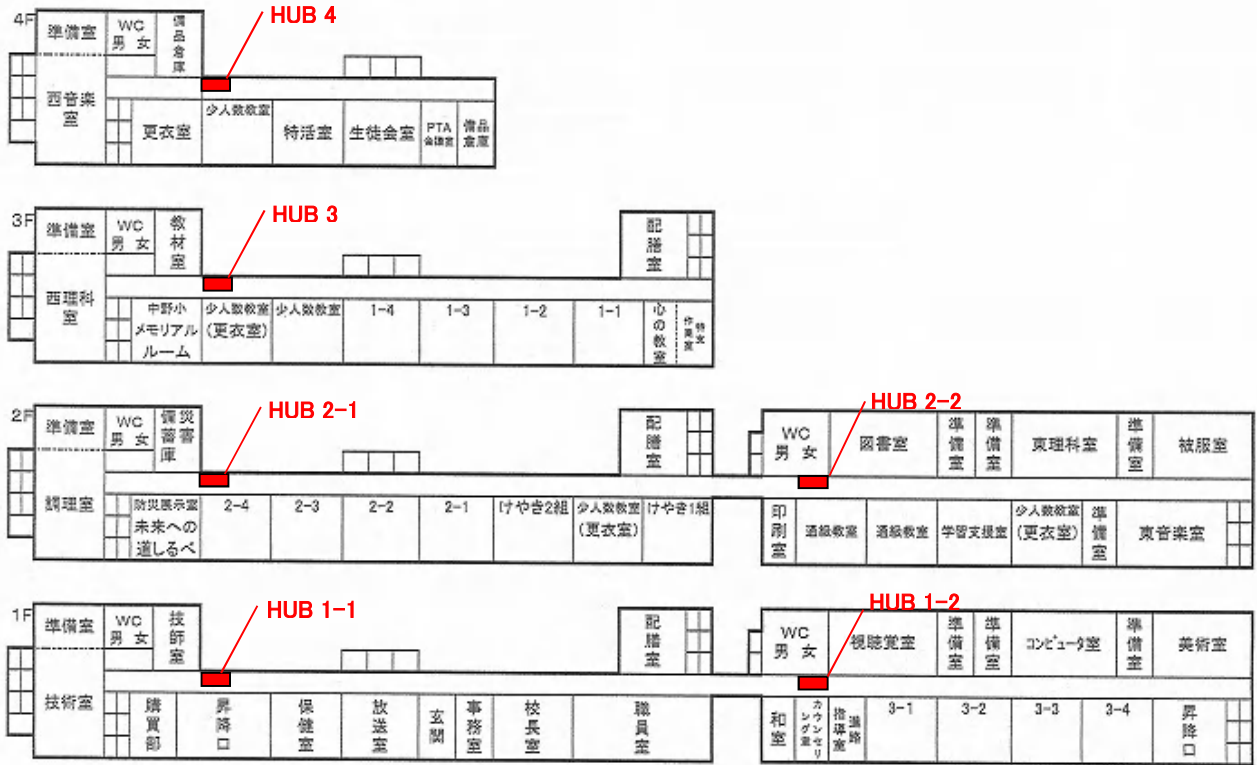 4F
HUB 4
準備室
WC
男 女
備品倉庫
西音楽室
更衣室
少人数教室
特活室
生徒会室
PTA
会議室
備品倉庫
3F
HUB 3
準備室
WC
男 女
教材室
配膳室
西理科室
中野小
メモリアル
ルーム
少人数教室
(更衣室)
少人数教室
1-4
1-3
1-2
1-1
心の教室
特支
作業室
2F
HUB 2-1
HUB 2-2
準備室
WC
男 女
災害
備蓄庫
配膳室
WC
男 女
図書室
準備室
準備室
東理科室
準備室
被服室
調理室
防災展示室
未来への
道しるべ
2-4
2-3
2-2
2-1
けやき2組
少人数教室
(更衣室)
けやき1組
印刷室
通級教室
通級教室
学習支援室
少人数教室
(更衣室)
準備室
東音楽室
1F
HUB 1-1
HUB 1-2
準備室
WC
男 女
技師室
配膳室
WC
男 女
視聴覚室
準備室
準備室
コンピュータ室
準備室
美術室
技術室
購買部
昇降口
保健室
放送室
玄関
事務室
校長室
職員室
和室
カウンセリング室
進路
指導室
3-1
3-2
3-3
3-4
昇降口